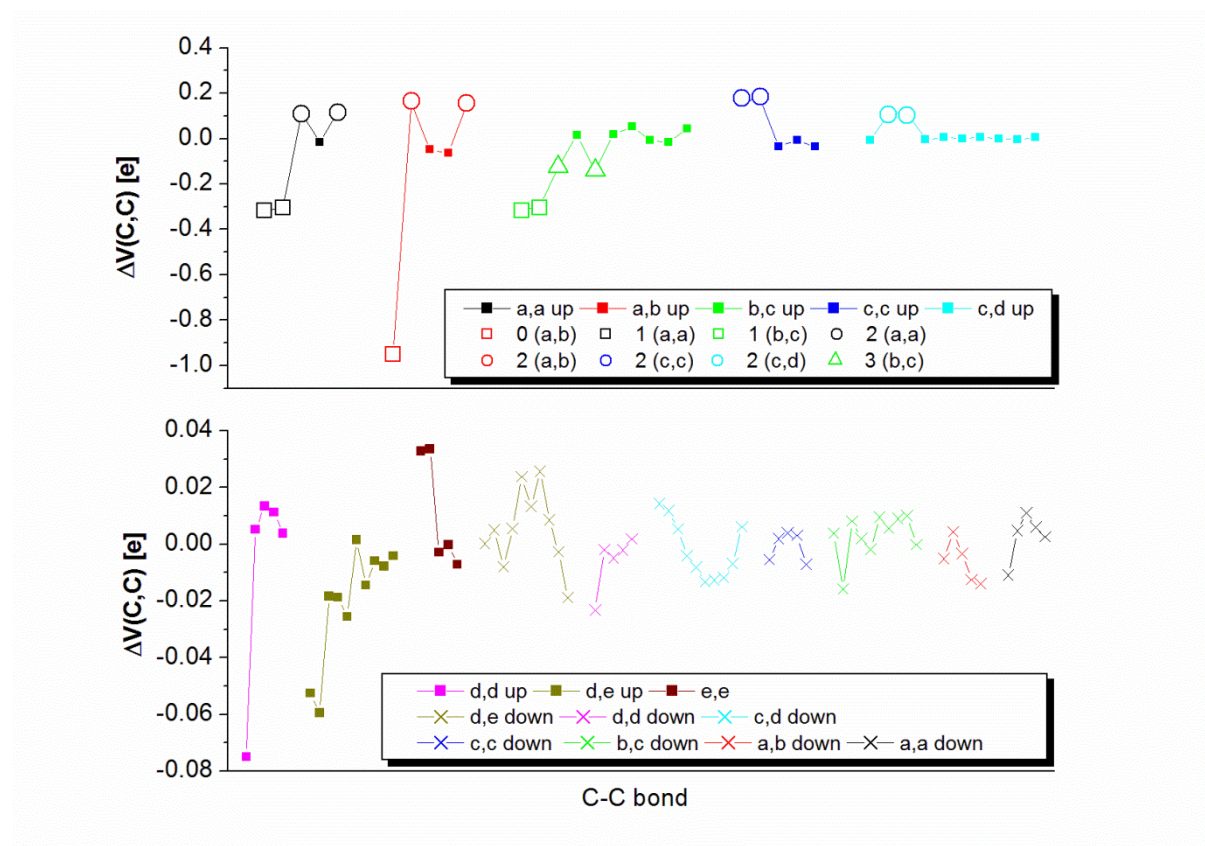 0.4
0.2
0.0
-0.2
-0.4
-0.6
-0.8
-1.0
ΔV(C,C) [e]
a,a up a,b up b,c up c,c up c,d up
0 (a,b) 1 (a,a) 1 (b,c) 2 (a,a)
2 (a,b) 2 (c,c) 2 (c,d) 3 (b,c)
0.04
0.02
0.00
-0.02
-0.04
-0.06
-0.08
ΔV(C,C) [e]
d,d up d,e up e,e
d,e down d,d down c,d down
c,c down b,c down a,b down a,a down
C-C bond